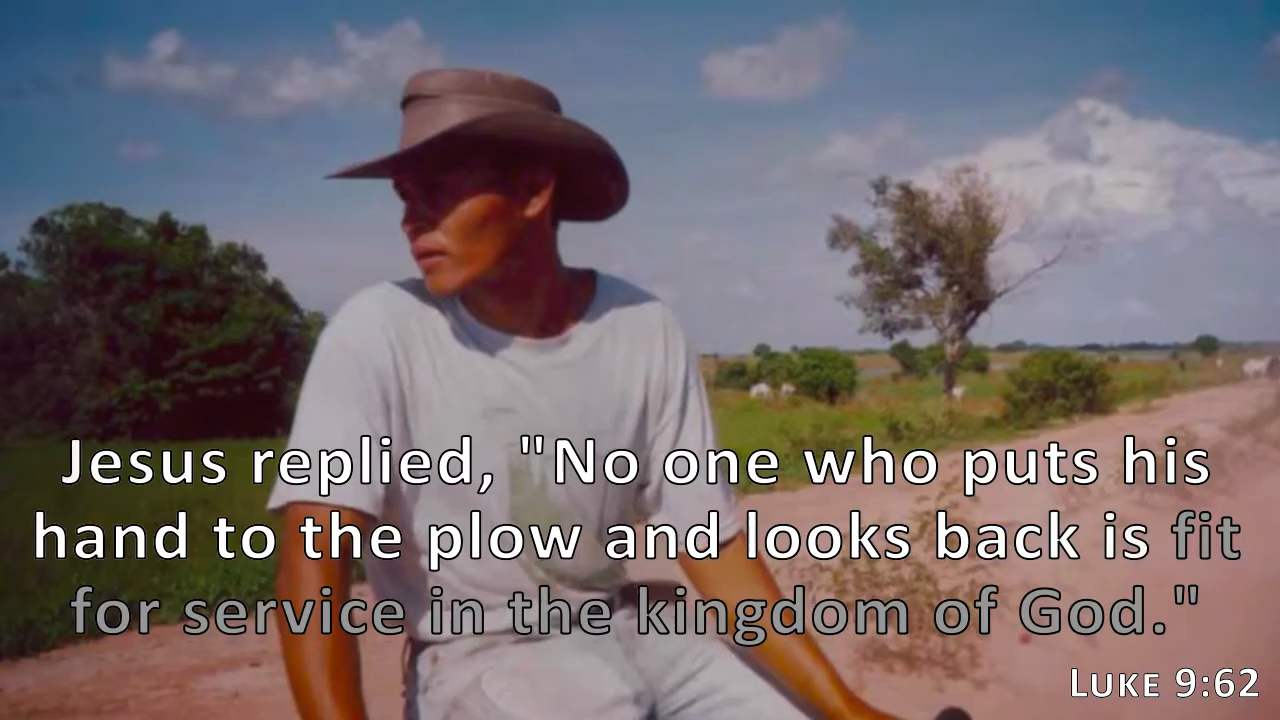 Jesus replied, "No one who puts his
hand to the plow and looks back is fit
for service in the kingdom of God."
Luke 9:62